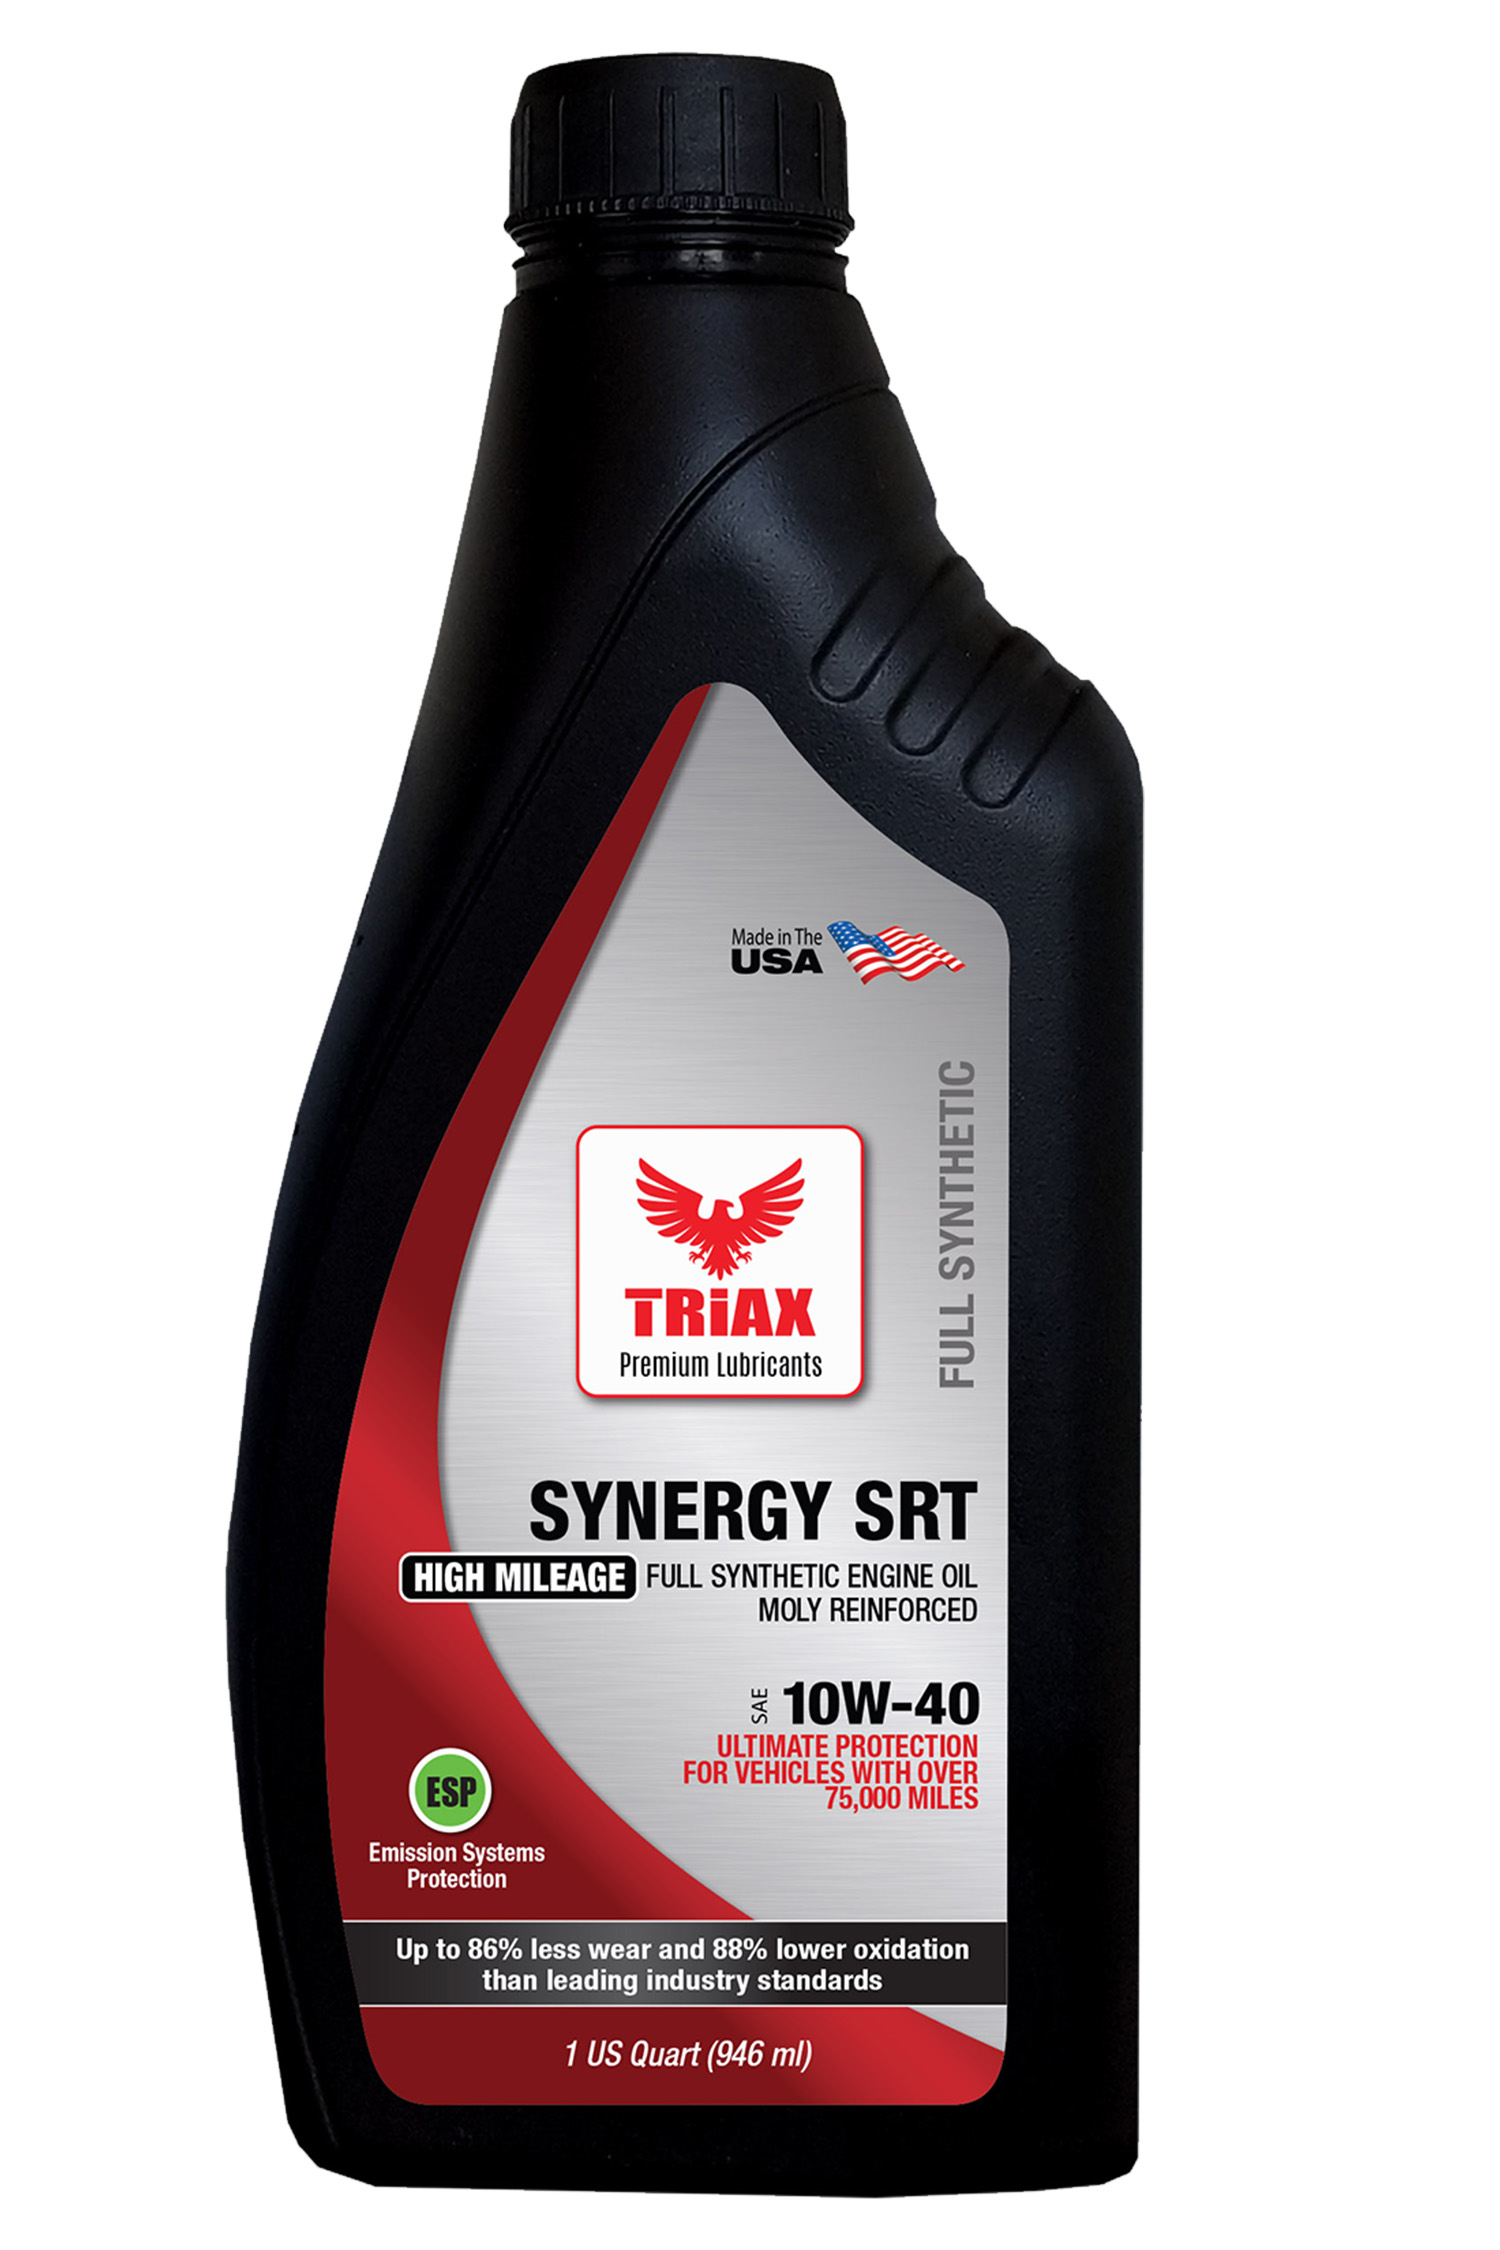 Made in The
USA
FULL SYNTHETIC
TRiAX
Premium Lubricants
SYNERGY SRT
HIGH MILEAGE FULL SYNTHETIC ENGINE OIL
MOLY REINFORCED
SAE 10W-40
ULTIMATE PROTECTION
FOR VEHICLES WITH OVER
75,000 MILES
ESP
Emission Systems
Protection
Up to 86% less wear and 88% lower oxidation
than leading industry standards
1 US Quart (946 ml)